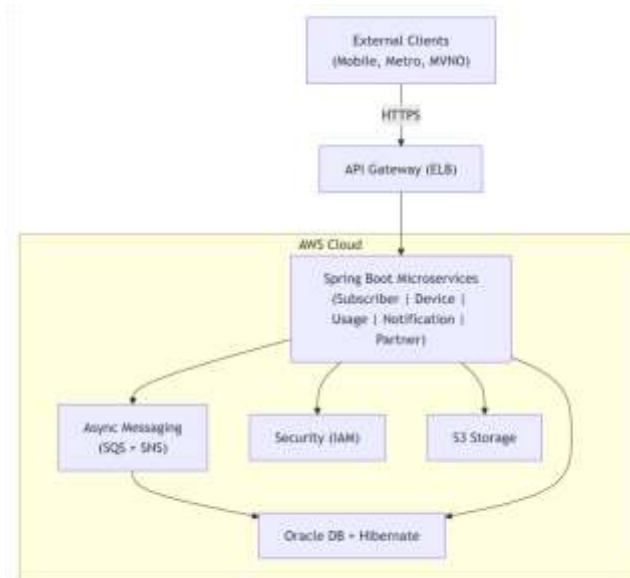 External Clients
(Mobile, Metro, MVNO)
HTTPS
API Gateway (ELB)
AWS Cloud
Spring Boot Microservices
(Subscriber | Device |
Usage | Notification |
Partner)
Async Messaging
(SQS + SNS)
Security (IAM)
S3 Storage
Oracle DB + Hibernate